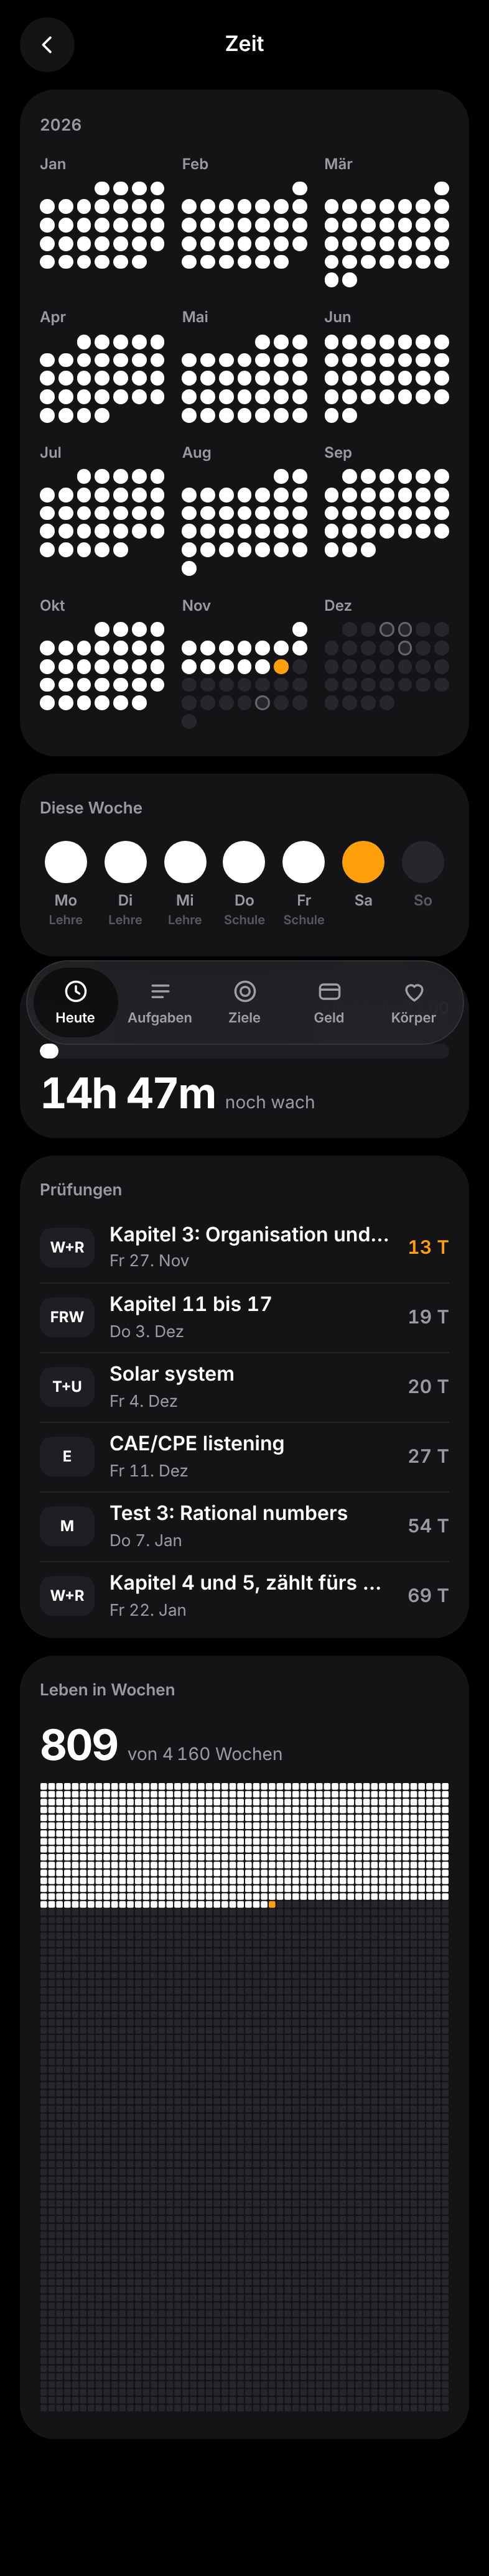 Zeit
2026
Jan
Feb
Mär
Apr
Mai
Jun
Jul
Aug
Sep
Okt
Nov
Dez
Diese Woche
Mo
Di
Mi
Do
Fr
Sa
So
Lehre
Lehre
Lehre
Schule
Schule
Heute
Aufgaben
Ziele
Geld
Körper
14h 47m noch wach
Prüfungen
W+R
Kapitel 3: Organisation und...
13 T
Fr 27. Nov
FRW
Kapitel 11 bis 17
19 T
Do 3. Dez
T+U
Solar system
20 T
Fr 4. Dez
E
CAE/CPE listening
27 T
Fr 11. Dez
M
Test 3: Rational numbers
54 T
Do 7. Jan
W+R
Kapitel 4 und 5, zählt fürs ...
69 T
Fr 22. Jan
Leben in Wochen
809 von 4 160 Wochen